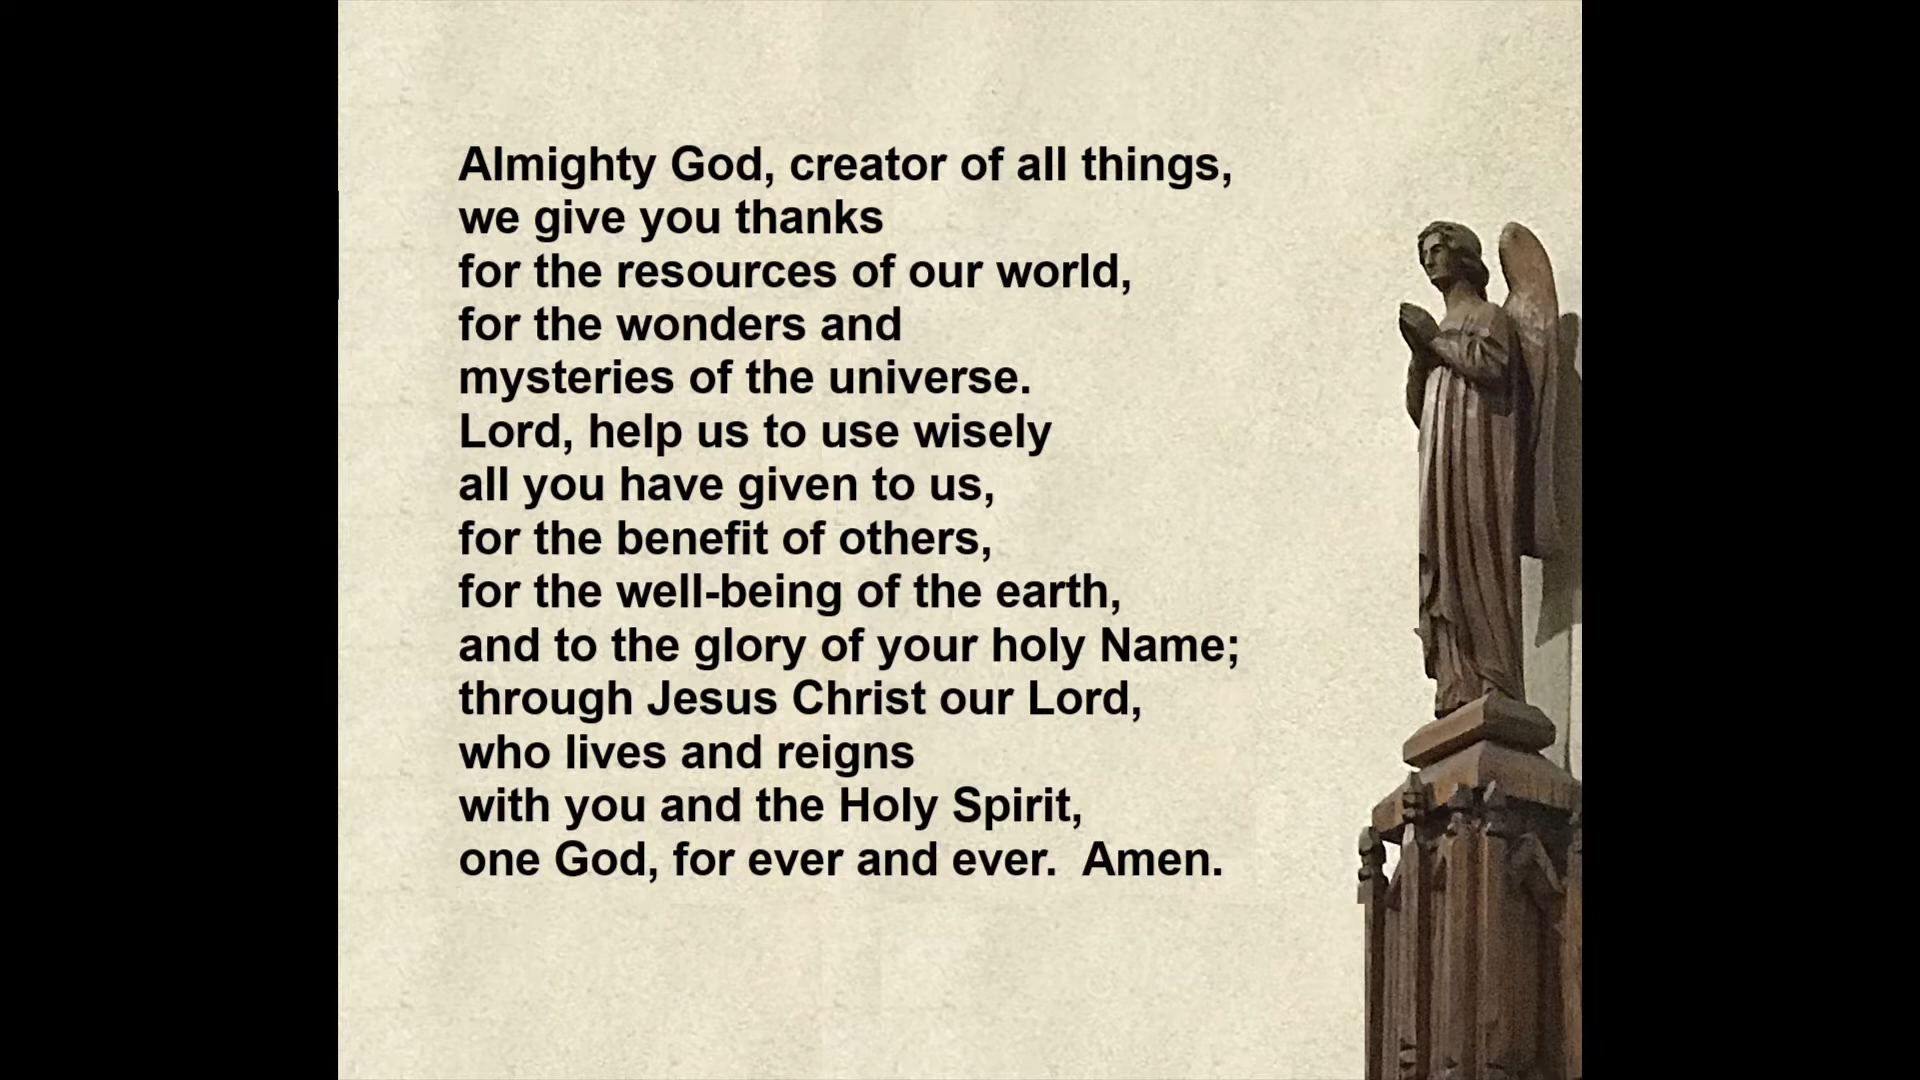 Almighty God, creator of all things,
we give you thanks
for the resources of our world,
for the wonders and
mysteries of the universe.
Lord, help us to use wisely
all you have given to us,
for the benefit of others,
for the well-being of the earth,
and to the glory of your holy Name;
through Jesus Christ our Lord,
who lives and reigns
with you and the Holy Spirit,
one God, for ever and ever.  Amen.